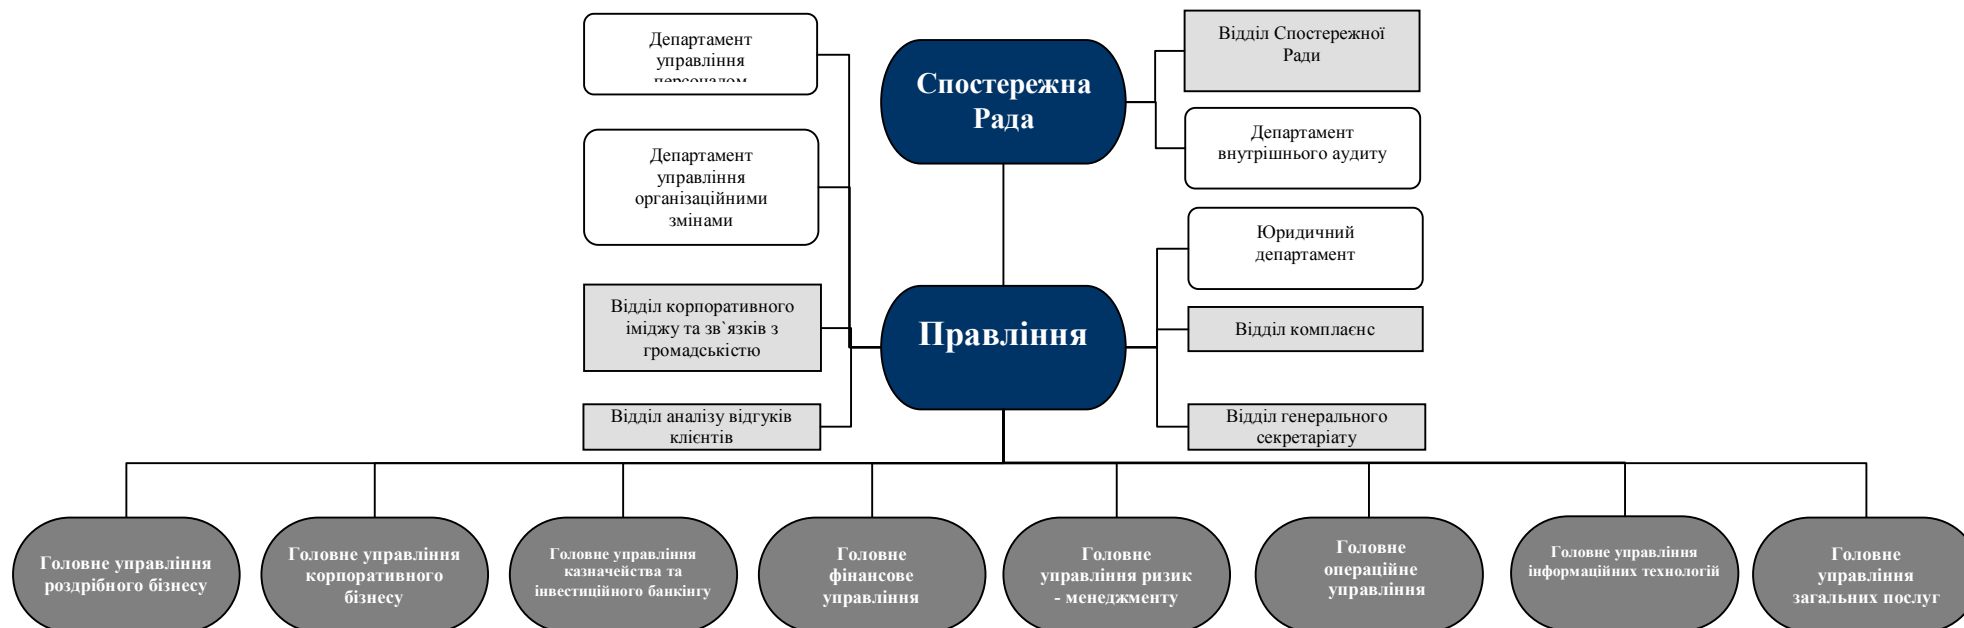 Департамент
управління
персоналом
Спостережна
Рада
Відділ Спостережної
Ради
Департамент
внутрішнього аудиту
Департамент
управління
організаційними
змінами
Юридичний
департамент
Відділ корпоративного
іміджу та зв`язків з
громадськістю
Правління
Відділ комплаєнс
Відділ аналізу відгуків
клієнтів
Відділ генерального
секретаріату
Головне управління
роздрібного бізнесу
Головне управління
корпоративного
бізнесу
Головне управління
казначейства та
інвестиційного банкінгу
Головне
фінансове
управління
Головне
управління ризик
- менеджменту
Головне
операційне
управління
Головне управління
інформаційних технологій
Головне
управління
загальних послуг